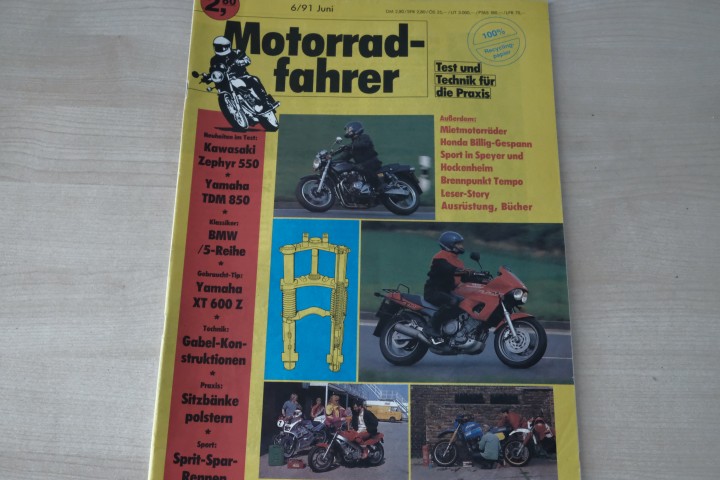 2,80
6/91 Juni
Motorrad-
fahrer
100%
Recycling-
papier
Test und
Technik für
die Praxis
Neuheiten im Test:
Kawasaki
Zephyr 550
*
Yamaha
TDM 850
*
Klassiker:
BMW
/5-Reihe
*
Gebraucht-Tip:
Yamaha
XT 600 Z
*
Technik:
Gabel-Kon-
struktionen
*
Praxis:
Sitzbänke
polstern
*
Sport:
Sprit-Spar-
Rennen
Außerdem:
Mietmotorräder
Honda Billig-Gespann
Sport in Speyer und
Hockenheim
Brennpunkt Tempo
Leser-Story
Ausrüstung, Bücher